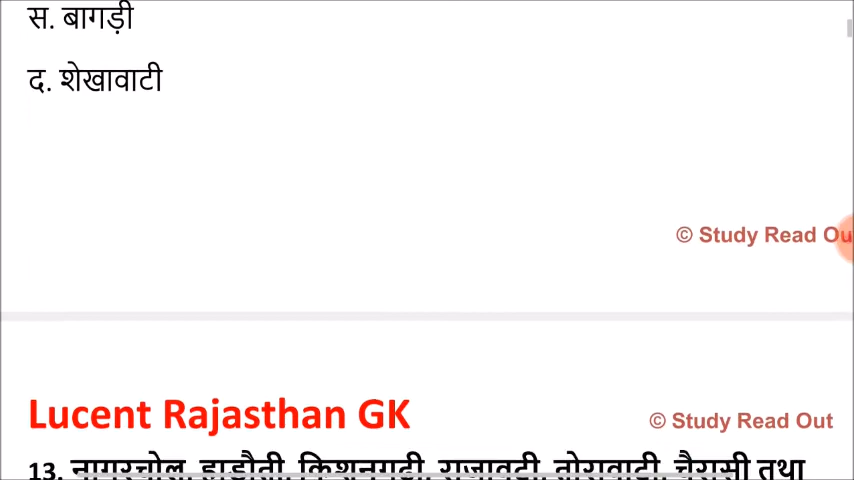 स. बागड़ी
द. शेखावाटी
© Study Read Ou
Lucent Rajasthan GK
© Study Read Out
13. नागरचोल, हाड़ौती, किशनगढ़ी, राजावटी, तोरावाटी, चैरासी तथा